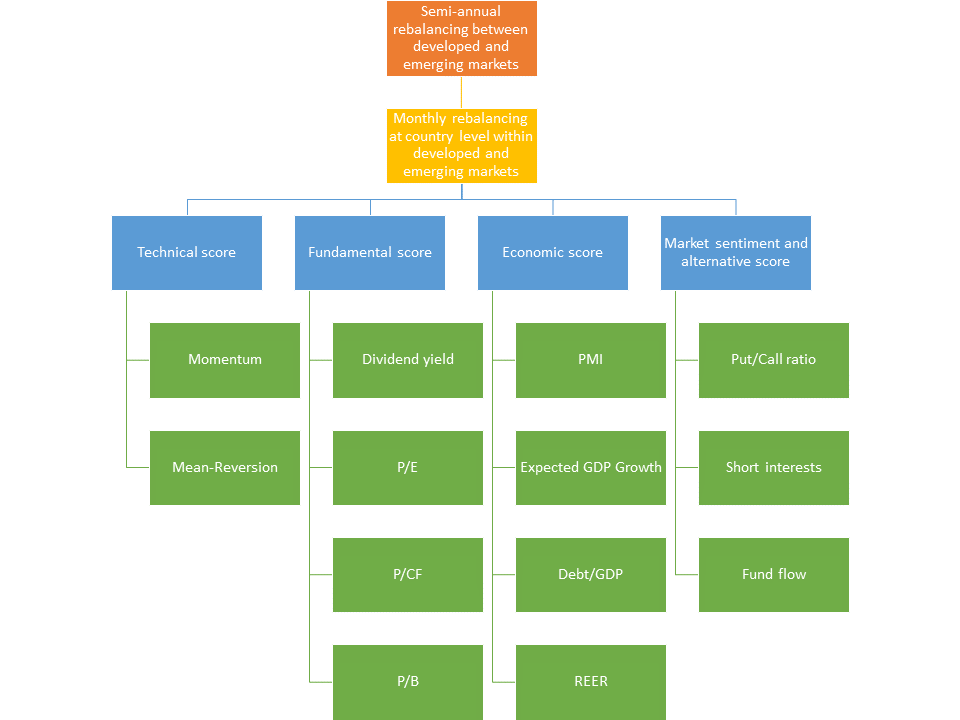 Semi-annual
rebalancing between
developed and
emerging markets
Monthly rebalancing
at country level within
developed and
emerging markets
Technical score
Fundamental score
Economic score
Market sentiment and
alternative score
Momentum
Dividend yield
PMI
Put/Call ratio
Mean-Reversion
P/E
Expected GDP Growth
Short interests
P/CF
Debt/GDP
Fund flow
P/B
REER